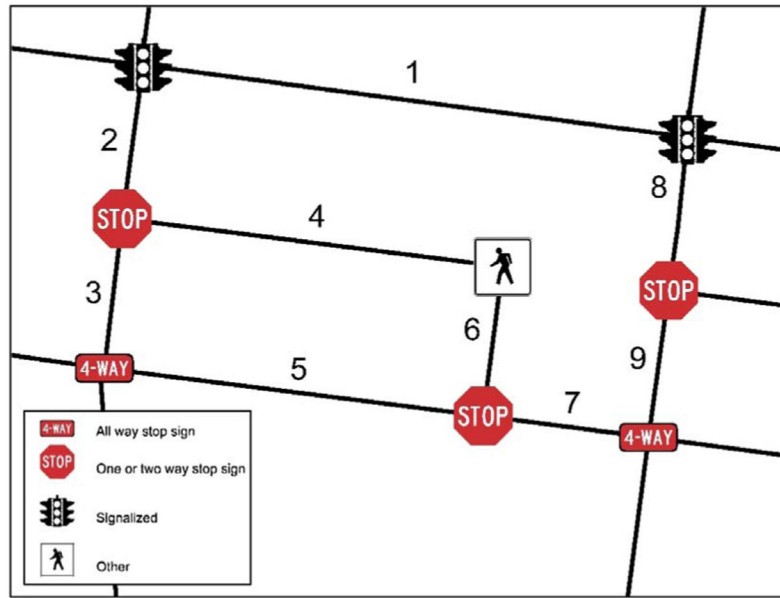 1
2
8
STOP
4
3
STOP
6
9
4-WAY
5
7
STOP
4-WAY
4-WAY All way stop sign
STOP One or two way stop sign
Signalized
Other